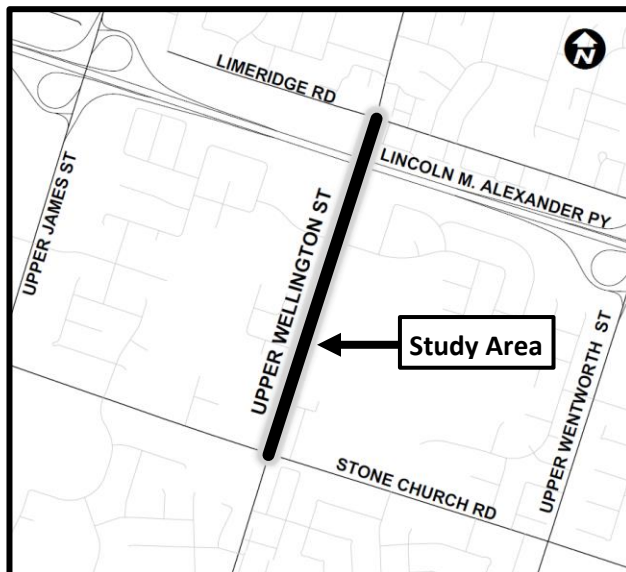 LIMERIDGE RD
N
LINCOLN M. ALEXANDER PY
UPPER JAMES ST
UPPER WELLINGTON ST
Study Area
UPPER WENTWORTH ST
STONE CHURCH RD